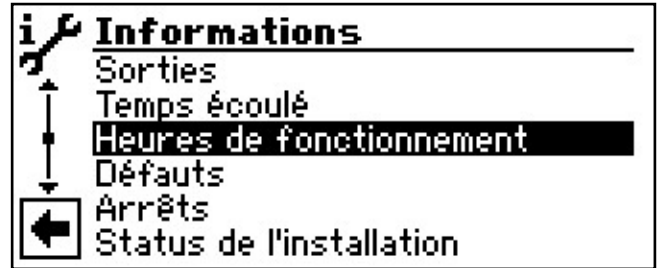 i
Informations
Sorties
Temps écoulé
Heures de fonctionnement
Défauts
Arrêts
Status de l'installation